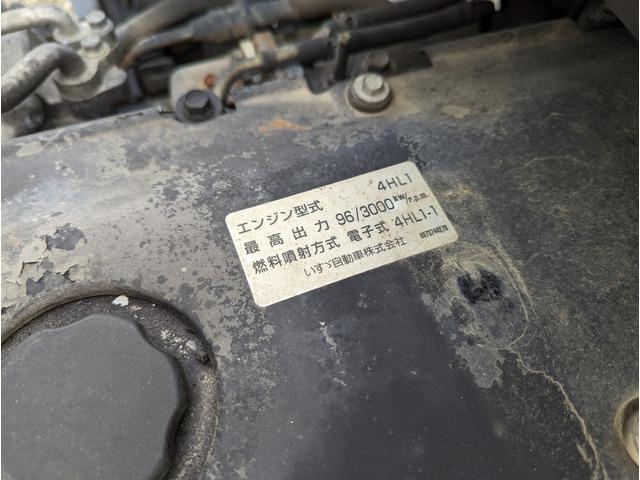 エンジン型式 4HL1
最高出力 96/3000 kW/r.p.m.
燃料噴射方式 電子式 4HL1-1
いすゞ自動車株式会社